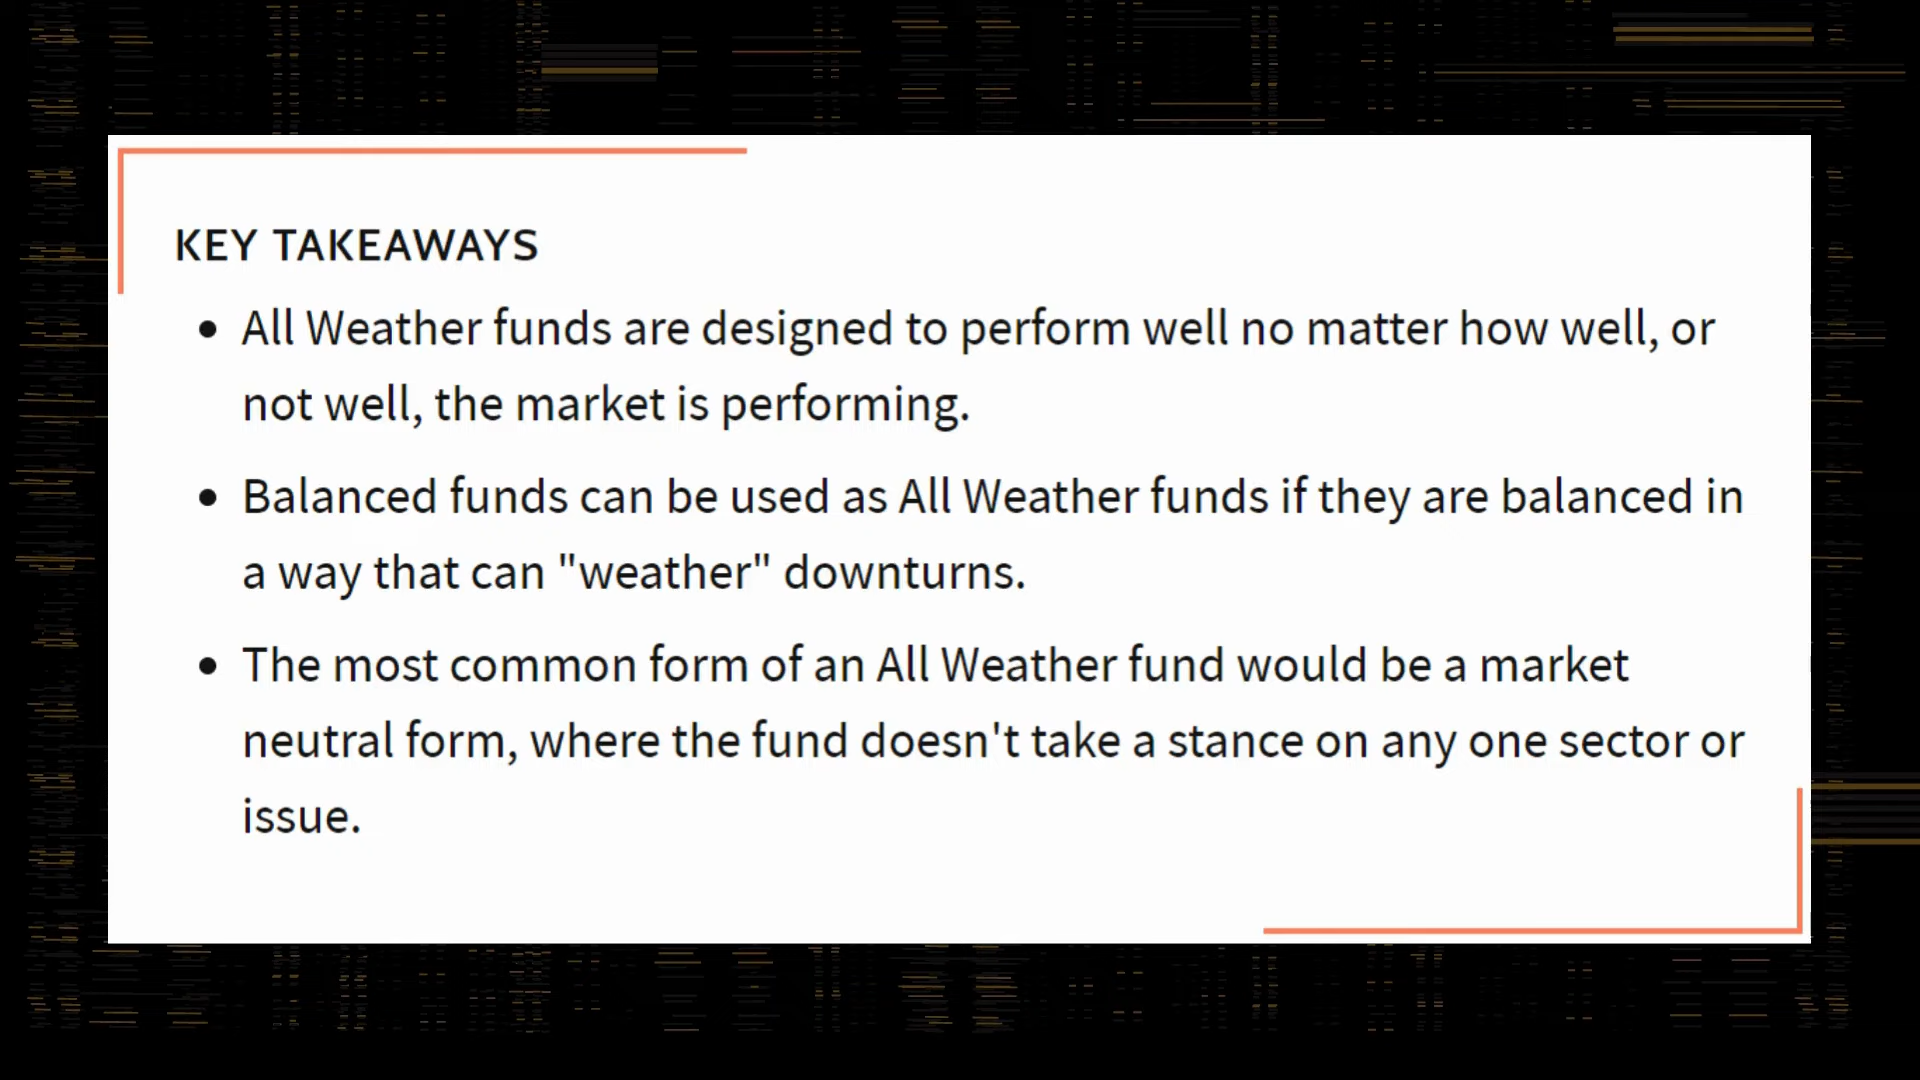 KEY TAKEAWAYS
• All Weather funds are designed to perform well no matter how well, or
not well, the market is performing.
• Balanced funds can be used as All Weather funds if they are balanced in
a way that can "weather" downturns.
• The most common form of an All Weather fund would be a market
neutral form, where the fund doesn't take a stance on any one sector or
issue.